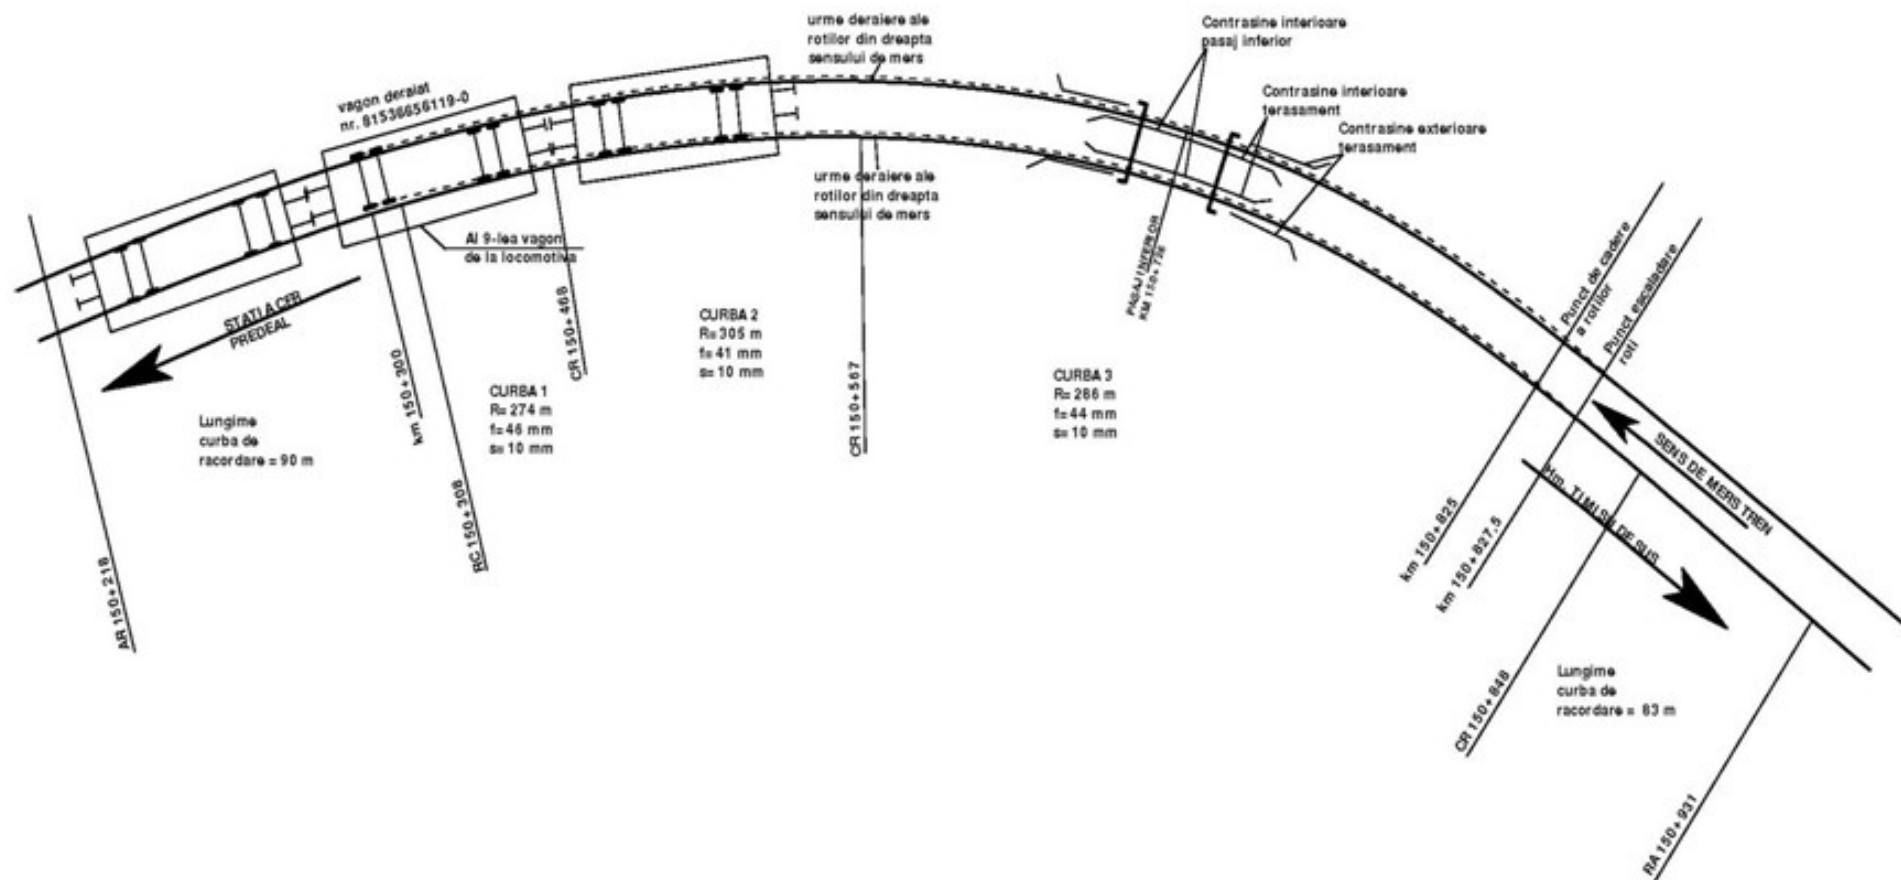 urme deraiere ale
rotilor din dreapta
sensului de mers
Contrasine interioare
pasaj inferior
vagon deraiat
nr. 81536656119-0
Contrasine interioare
terasament
Contrasine exterioare
terasament
urme deraiere ale
rotilor din dreapta
sensului de mers
Al 9-lea vagon
de la locomotiva
STATIA CFR
PREDEAL
PASAJ INFERIOR
KM 150+736
Punct de cadere
a rotilor
Punct escaladare
roti
CURBA 2
R= 305 m
f= 41 mm
s= 10 mm
CR 150+468
km 150+300
CURBA 1
R= 274 m
f= 46 mm
s= 10 mm
CR 150+567
CURBA 3
R= 286 m
f= 44 mm
s= 10 mm
Lungime
curba de
racordare = 90 m
SENS DE MERS TREN
Hm. TIMISU DE SUS
km 150+825
km 150+827,5
RC 150+308
AR 150+218
CR 150+848
Lungime
curba de
racordare = 83 m
RA 150+931